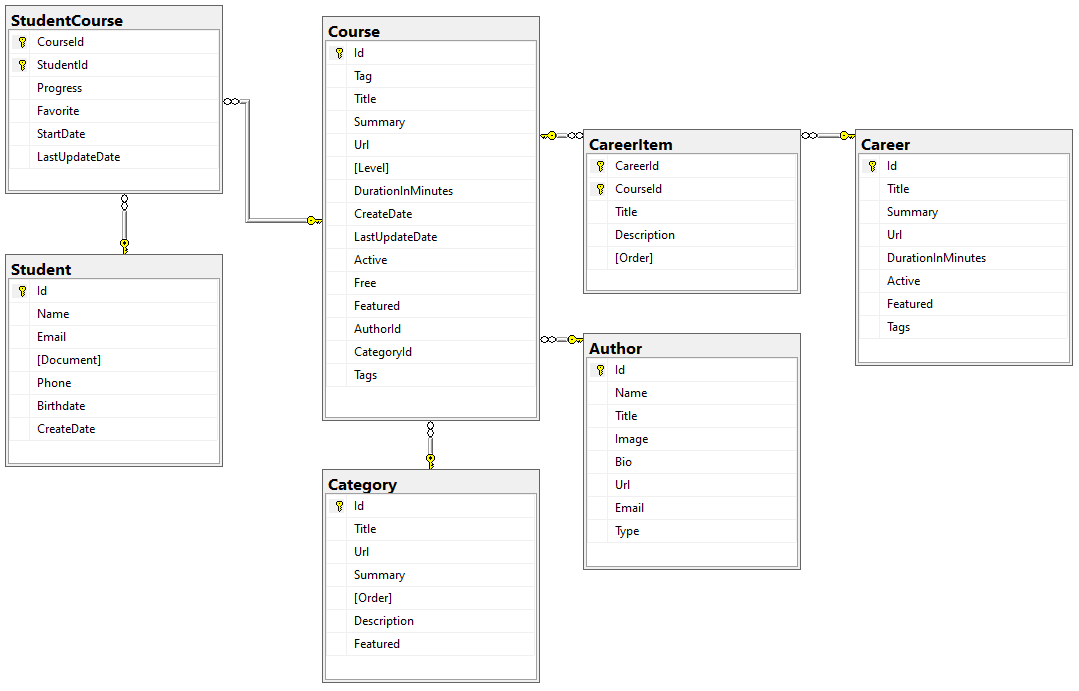 StudentCourse
CourseId
StudentId
Progress
Favorite
StartDate
LastUpdateDate
Student
Id
Name
Email
[Document]
Phone
Birthdate
CreateDate
Course
Id
Tag
Title
Summary
Url
[Level]
DurationInMinutes
CreateDate
LastUpdateDate
Active
Free
Featured
AuthorId
CategoryId
Tags
Category
Id
Title
Url
Summary
[Order]
Description
Featured
CareerItem
CareerId
CourseId
Title
Description
[Order]
Author
Id
Name
Title
Image
Bio
Url
Email
Type
Career
Id
Title
Summary
Url
DurationInMinutes
Active
Featured
Tags